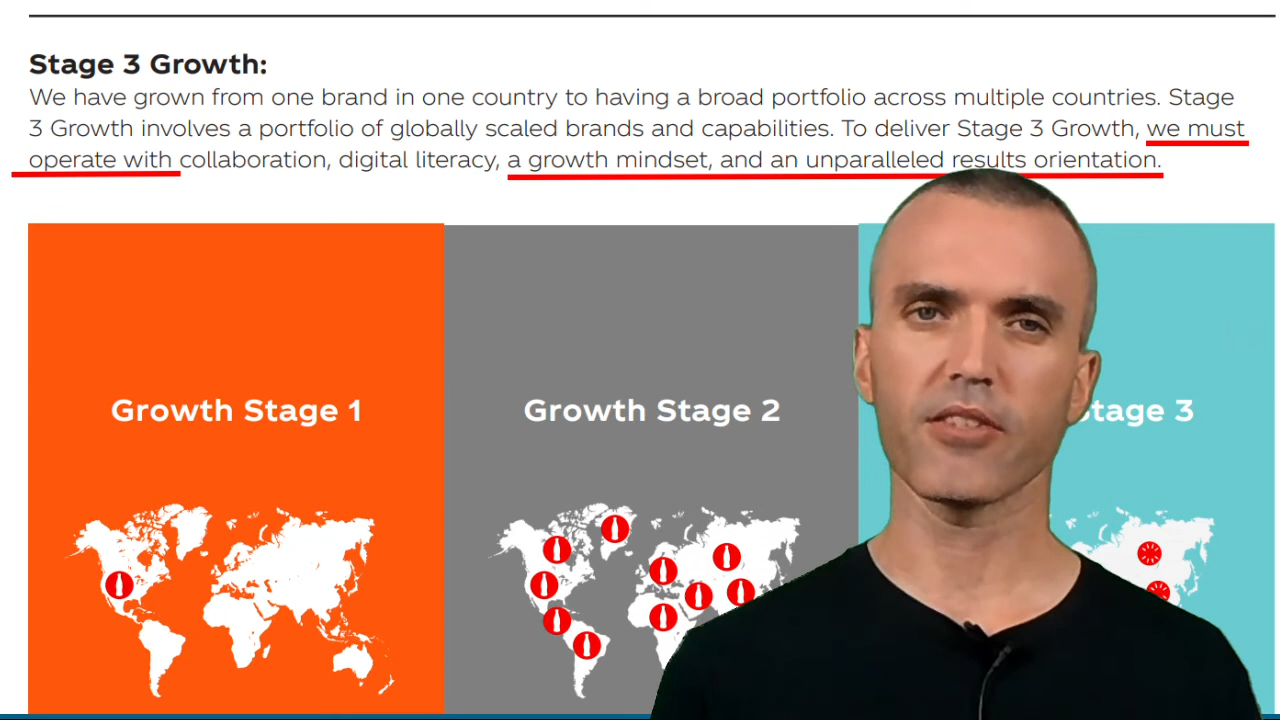 Stage 3 Growth:
We have grown from one brand in one country to having a broad portfolio across multiple countries. Stage
3 Growth involves a portfolio of globally scaled brands and capabilities. To deliver Stage 3 Growth, we must
operate with collaboration, digital literacy, a growth mindset, and an unparalleled results orientation.
Growth Stage 1
Growth Stage 2
Stage 3